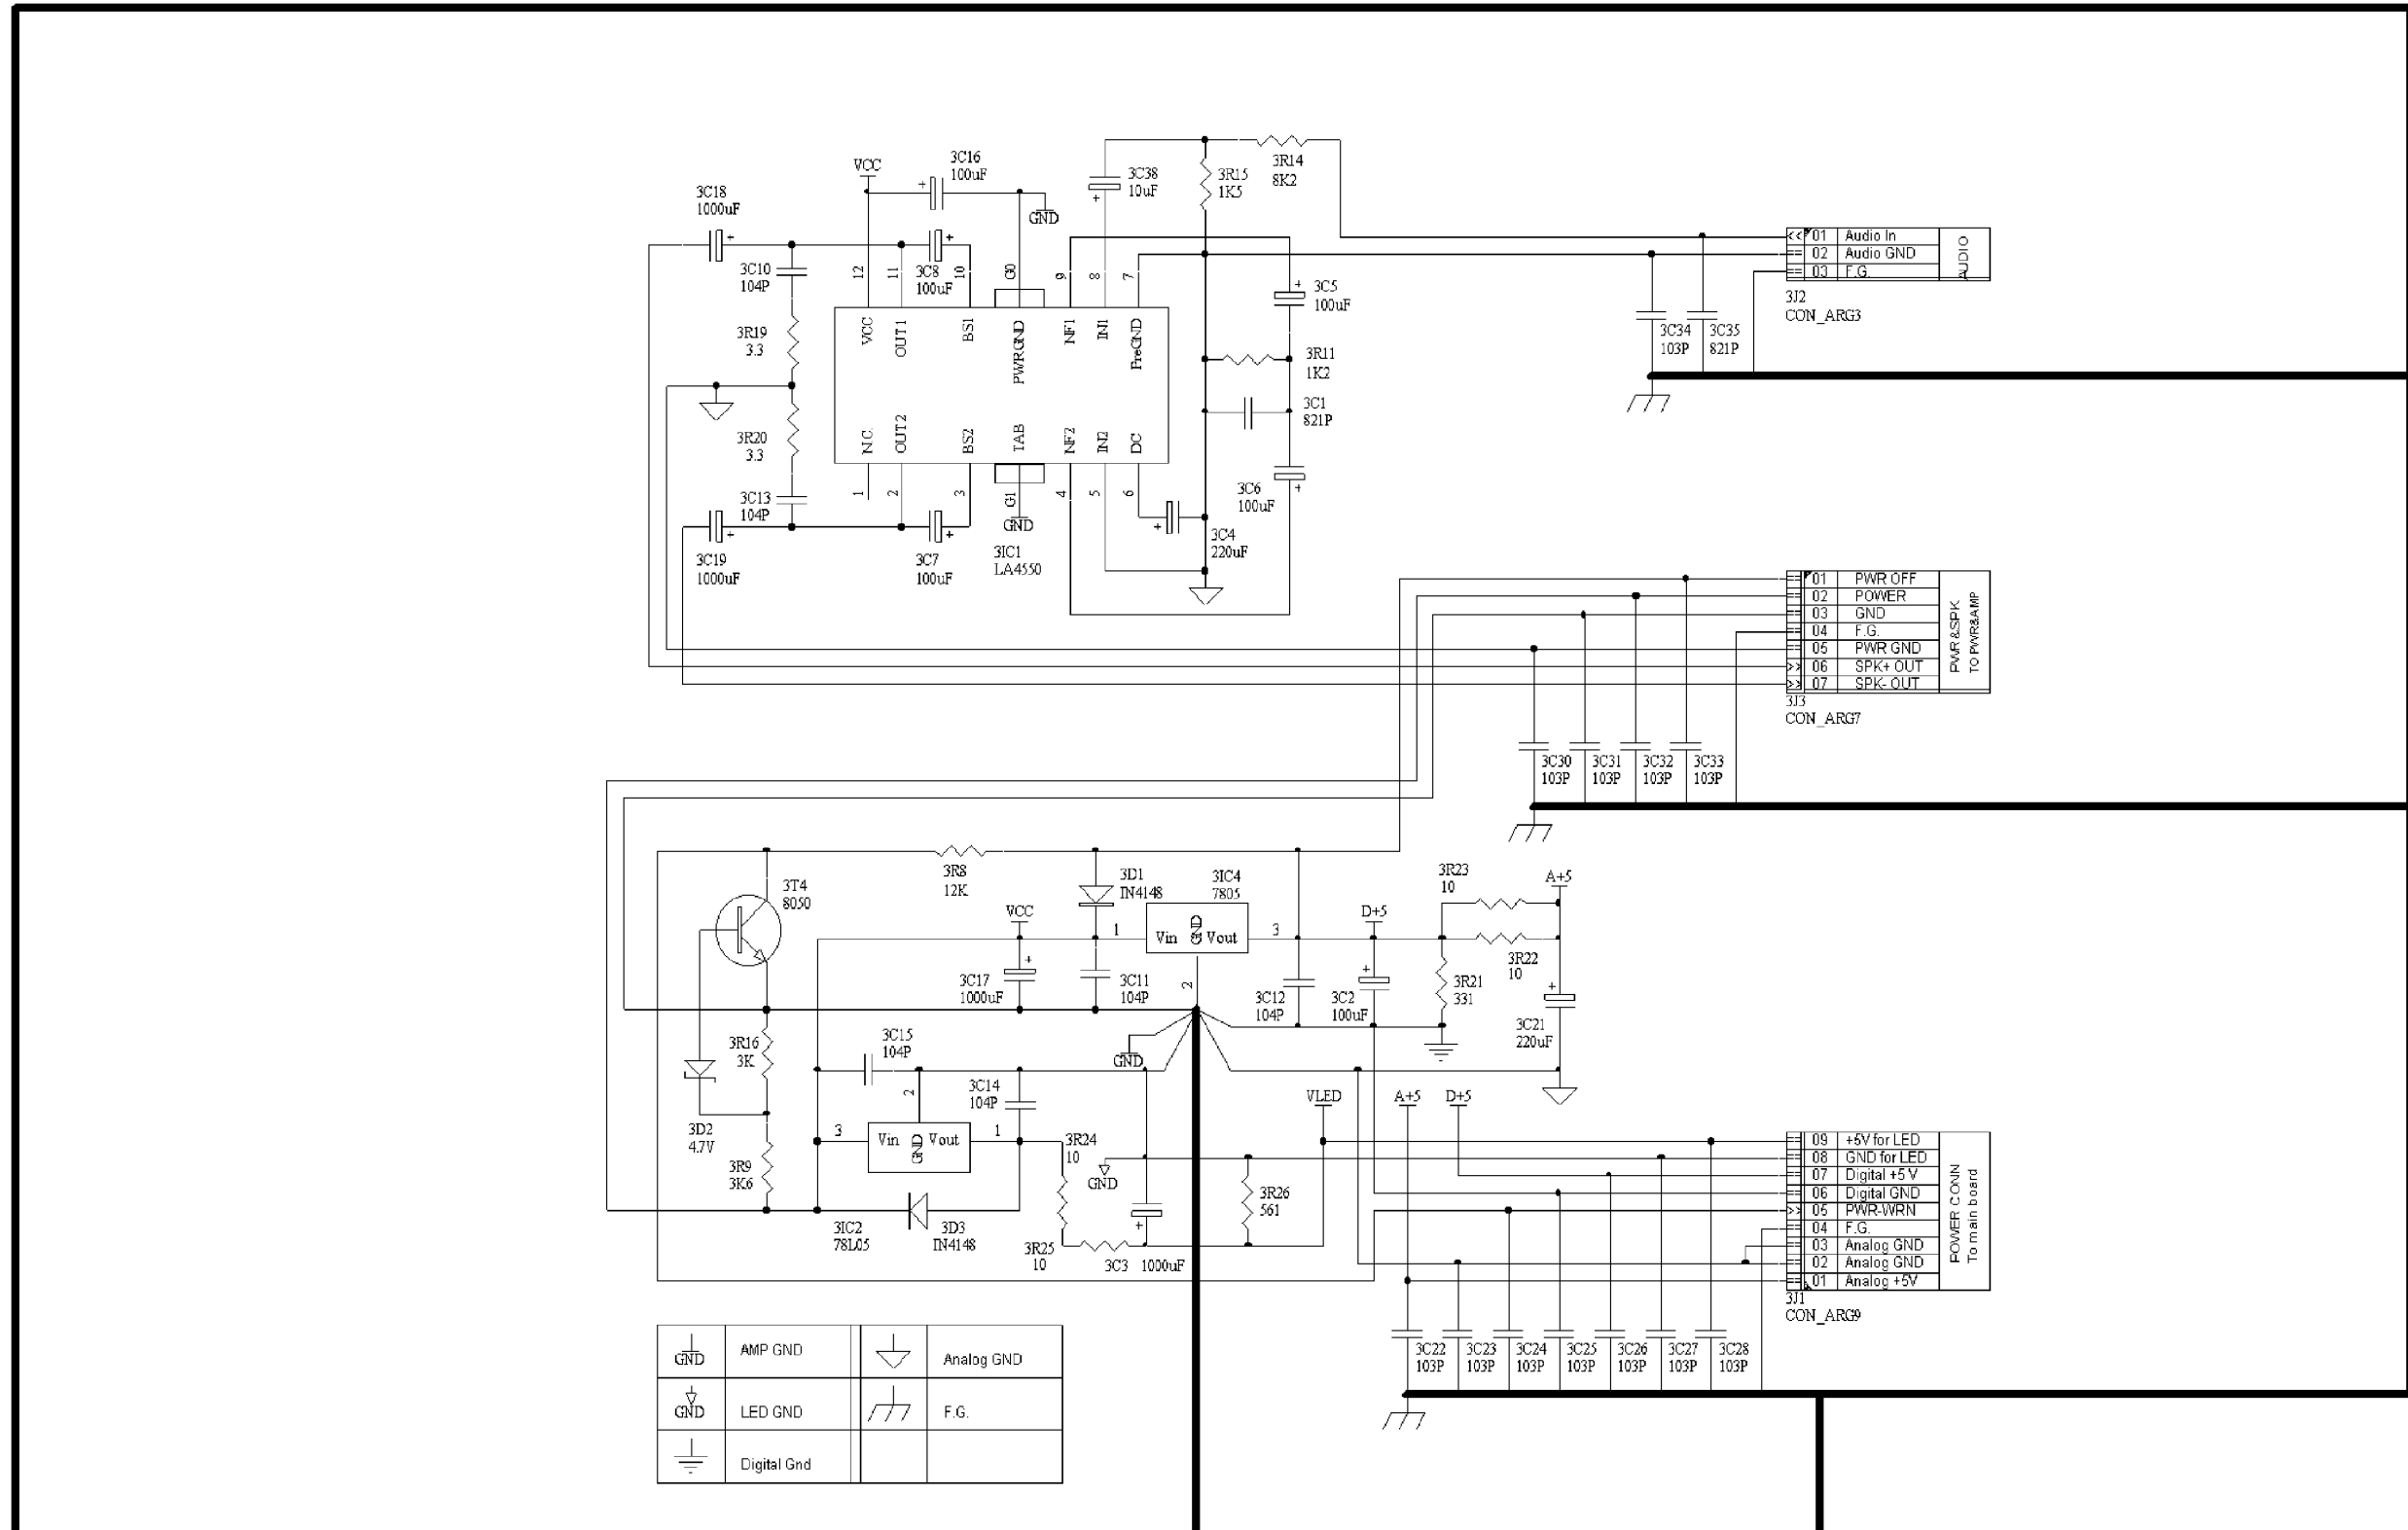 VCC
3C16
100uF
3C18
1000uF
GND
3C38
10uF
3R15
1K5
3R14
8K2
3C10
104P
12
11
3C8
100uF
10
G0
9
8
7
3C5
100uF
3R19
3.3
VCC
OUT1
BS1
PWRGND
NF1
IN1
PreGND
3R11
1K2
3C1
821P
3R20
3.3
N.C.
OUT2
BS2
TAB
NF2
IN2
DC
3C13
104P
1
2
3
G1
GND
4
5
6
3C6
100uF
3C19
1000uF
3C7
100uF
3IC1
LA4550
3C4
220uF
01 Audio In
02 Audio GND
03 F.G.
AUDIO
3J2
CON_ARG3
3C34
103P
3C35
821P
01 PWR OFF
02 POWER
03 GND
04 F.G.
05 PWR GND
06 SPK+ OUT
07 SPK- OUT
PWR&SPK
TO PWR&AMP
3J3
CON_ARG7
3C30
103P
3C31
103P
3C32
103P
3C33
103P
3T4
8050
3R8
12K
3D1
IN4148
3IC4
7805
3R23
10
A+5
VCC
1
Vin GND Vout
3
D+5
2
3C17
1000uF
3C11
104P
3C12
104P
3C2
100uF
3R21
331
3R22
10
3C21
220uF
3R16
3K
3C15
104P
GND
3C14
104P
2
VLED
A+5
D+5
3D2
4.7V
3
Vin GND Vout
1
3R24
10
3R9
3K6
GND
3R26
561
3IC2
78L05
3D3
IN4148
3R25
10
3C3 1000uF
09 +5V for LED
08 GND for LED
07 Digital +5 V
06 Digital GND
05 PWR-WRN
04 F.G.
03 Analog GND
02 Analog GND
01 Analog +5V
POWER CONN
To main board
3J1
CON_ARG9
3C22
103P
3C23
103P
3C24
103P
3C25
103P
3C26
103P
3C27
103P
3C28
103P
GND
AMP GND
Analog GND
GND
LED GND
F.G.
Digital Gnd